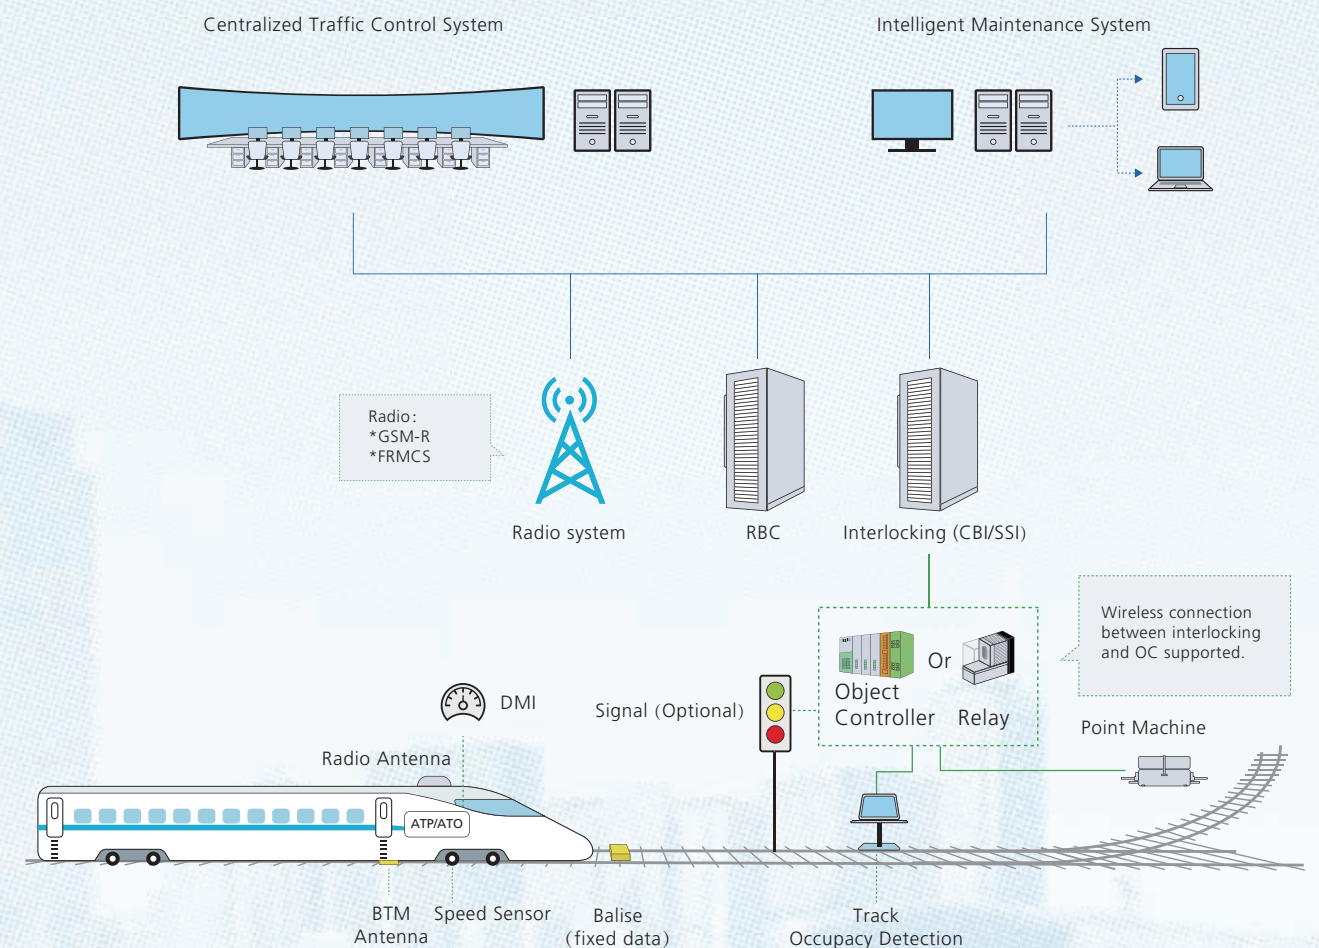 Centralized Traffic Control System
Intelligent Maintenance System
Radio:
*GSM-R
*FRMCS
Radio system
RBC
Interlocking (CBI/SSI)
Wireless connection
between interlocking
and OC supported.
Or
Object
Controller
Relay
Signal (Optional)
Point Machine
DMI
Radio Antenna
ATP/ATO
BTM
Antenna
Speed Sensor
Balise
(fixed data)
Track
Occupancy Detection